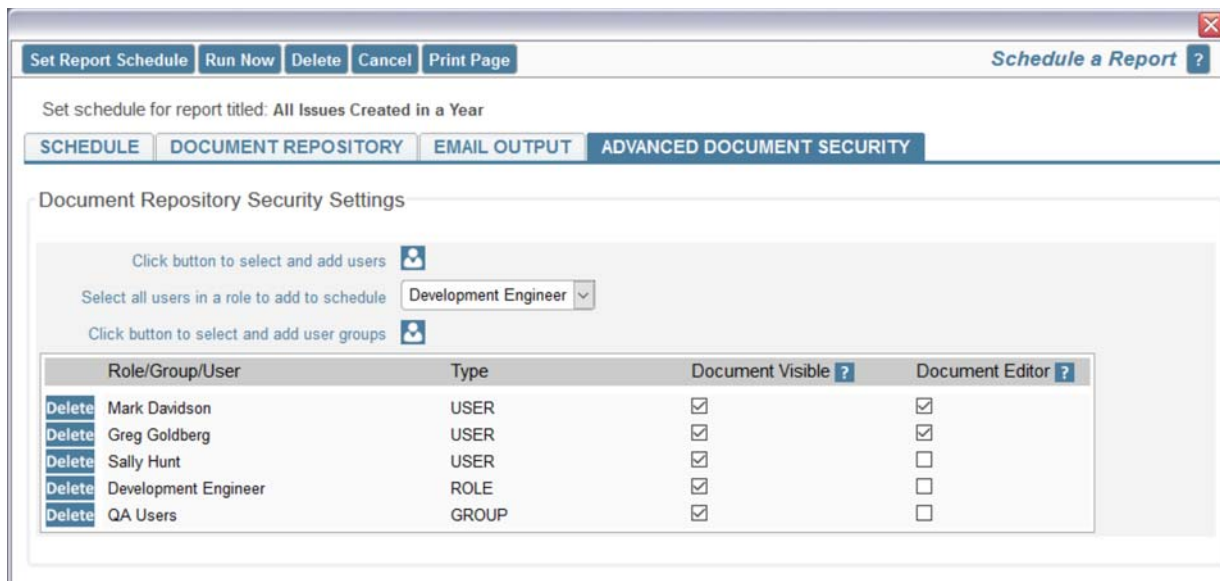 Set Report Schedule Run Now Delete Cancel Print Page Schedule a Report ?
Set schedule for report titled: All Issues Created in a Year
SCHEDULE DOCUMENT REPOSITORY EMAIL OUTPUT ADVANCED DOCUMENT SECURITY
Document Repository Security Settings
Click button to select and add users
Select all users in a role to add to schedule Development Engineer
Click button to select and add user groups
Role/Group/User Type Document Visible ? Document Editor ?
Delete Mark Davidson USER
Delete Greg Goldberg USER
Delete Sally Hunt USER
Delete Development Engineer ROLE
Delete QA Users GROUP